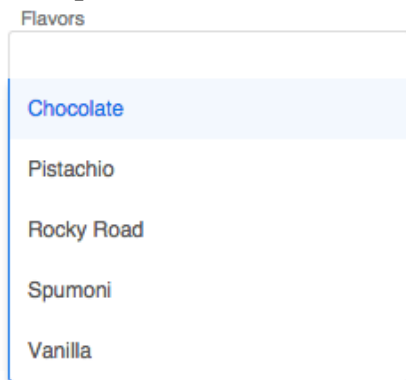 Flavors
Chocolate
Pistachio
Rocky Road
Spumoni
Vanilla